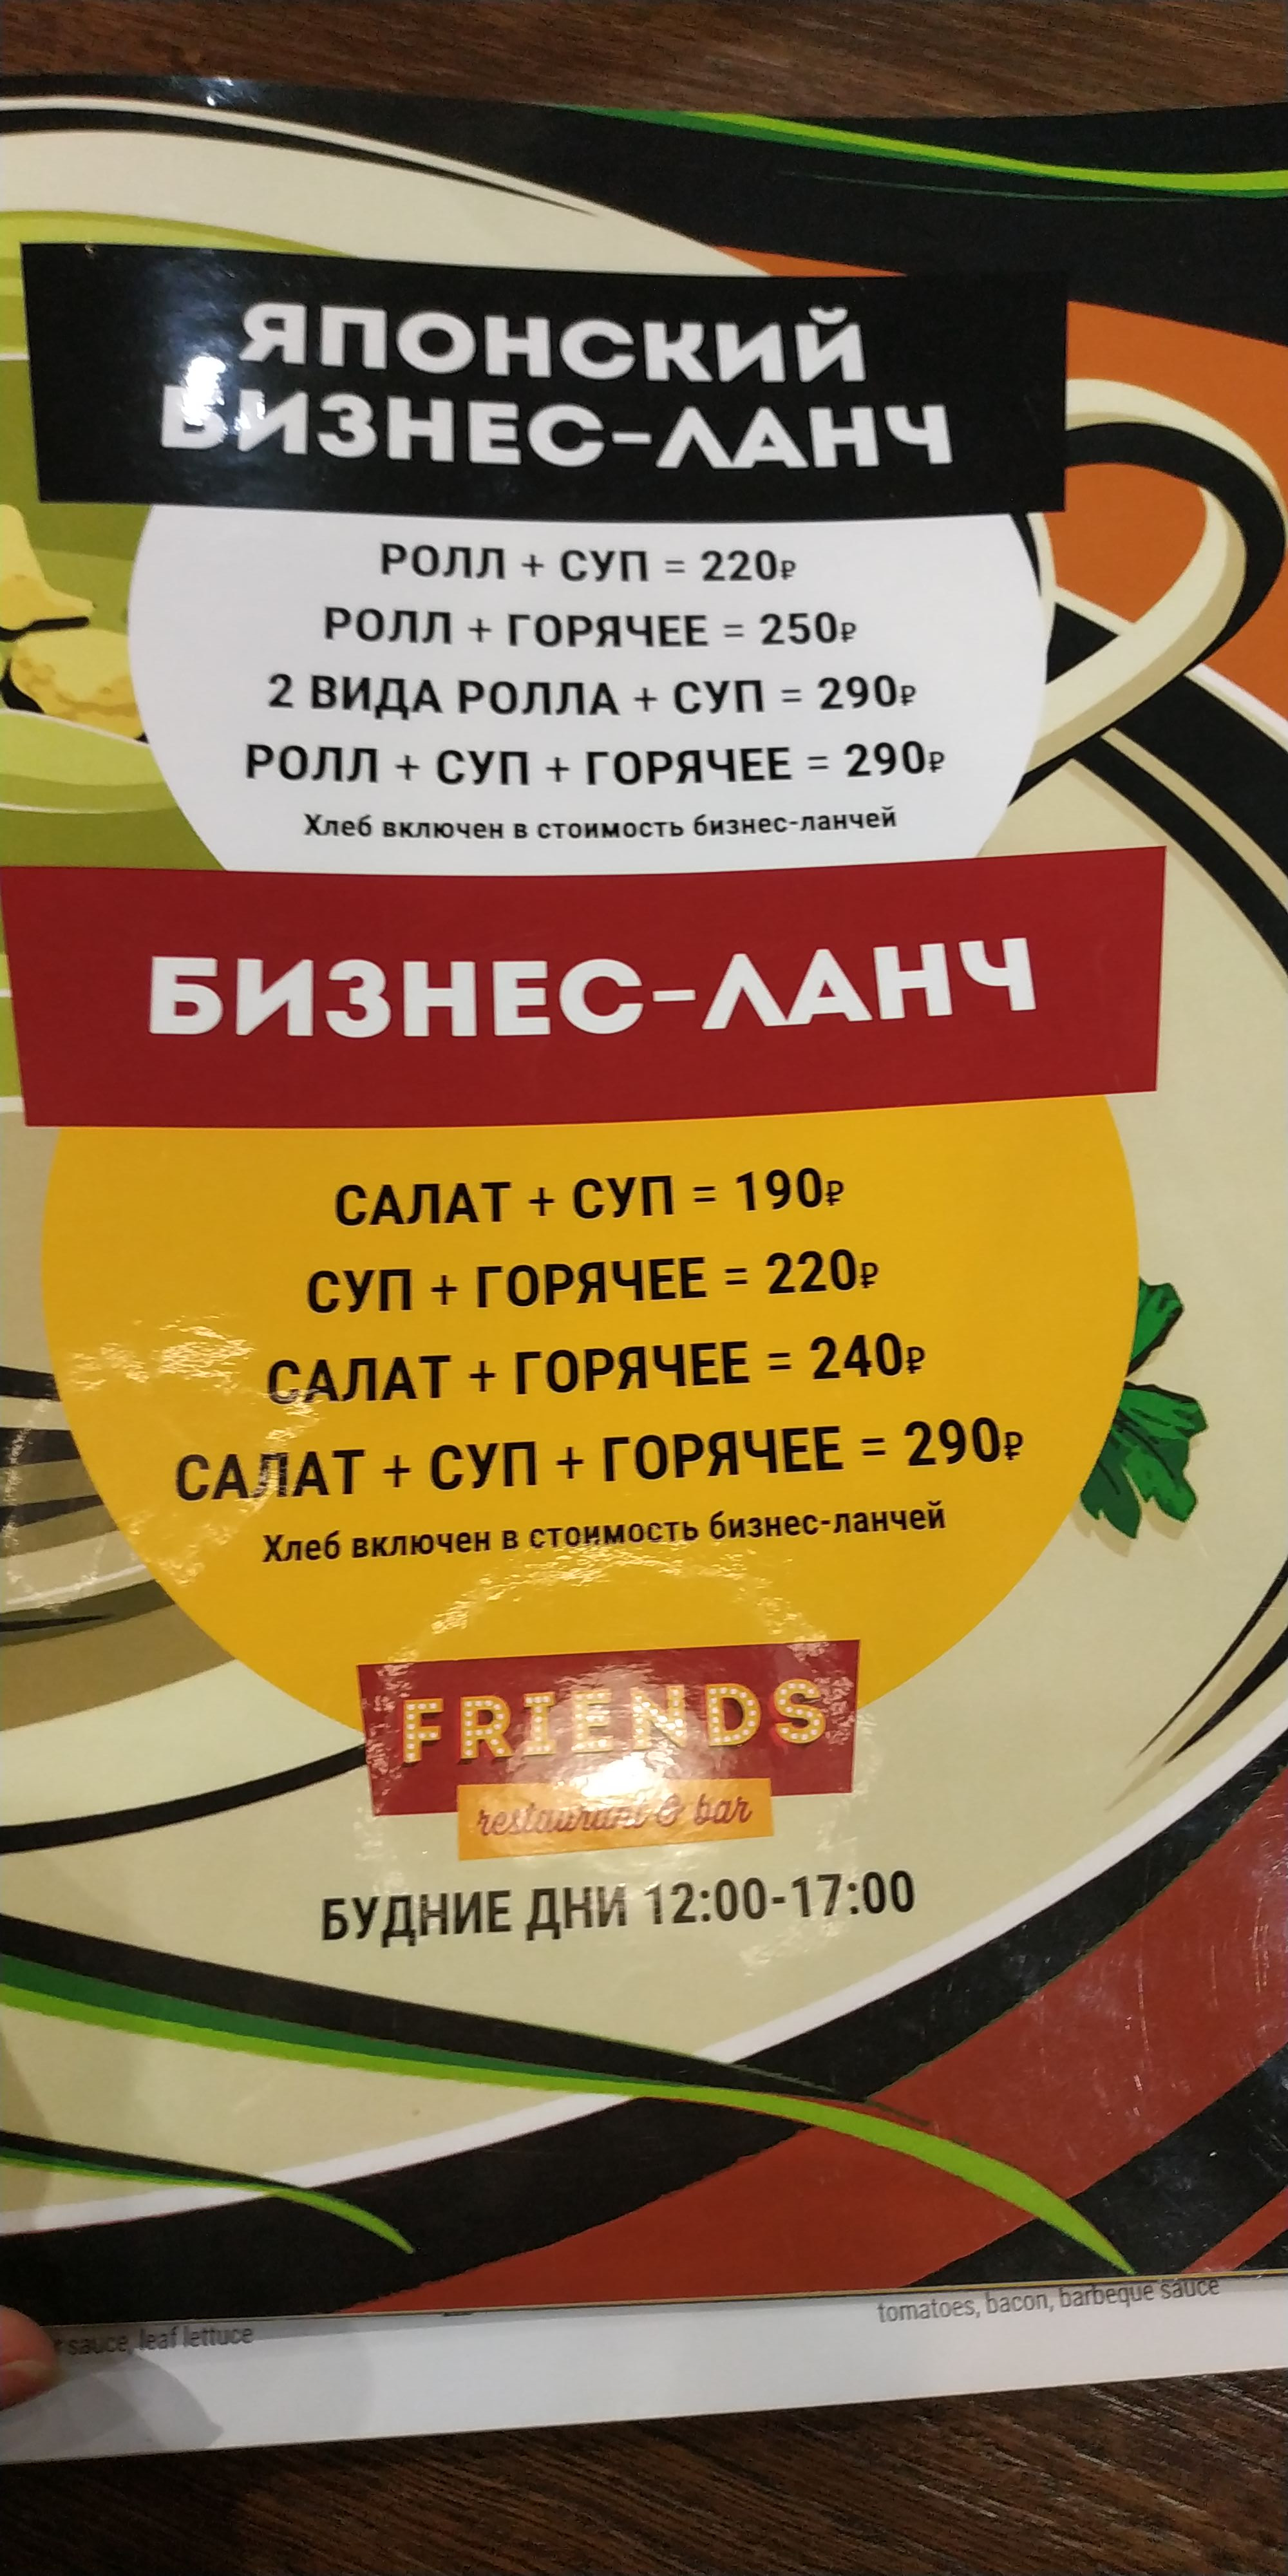 ЯПОНСКИЙ
БИЗНЕС-ЛАНЧ
РОЛЛ + СУП = 220₽
РОЛЛ + ГОРЯЧЕЕ = 250₽
2 ВИДА РОЛЛА + СУП = 290₽
РОЛЛ + СУП + ГОРЯЧЕЕ = 290₽
Хлеб включен в стоимость бизнес-ланчей
БИЗНЕС-ЛАНЧ
САЛАТ + СУП = 190₽
СУП + ГОРЯЧЕЕ = 220₽
САЛАТ + ГОРЯЧЕЕ = 240₽
САЛАТ + СУП + ГОРЯЧЕЕ = 290₽
Хлеб включен в стоимость бизнес-ланчей
FRIENDS
restaurant & bar
БУДНИЕ ДНИ 12:00-17:00
tomatoes, bacon, barbeque sauce
sauce, leaf lettuce